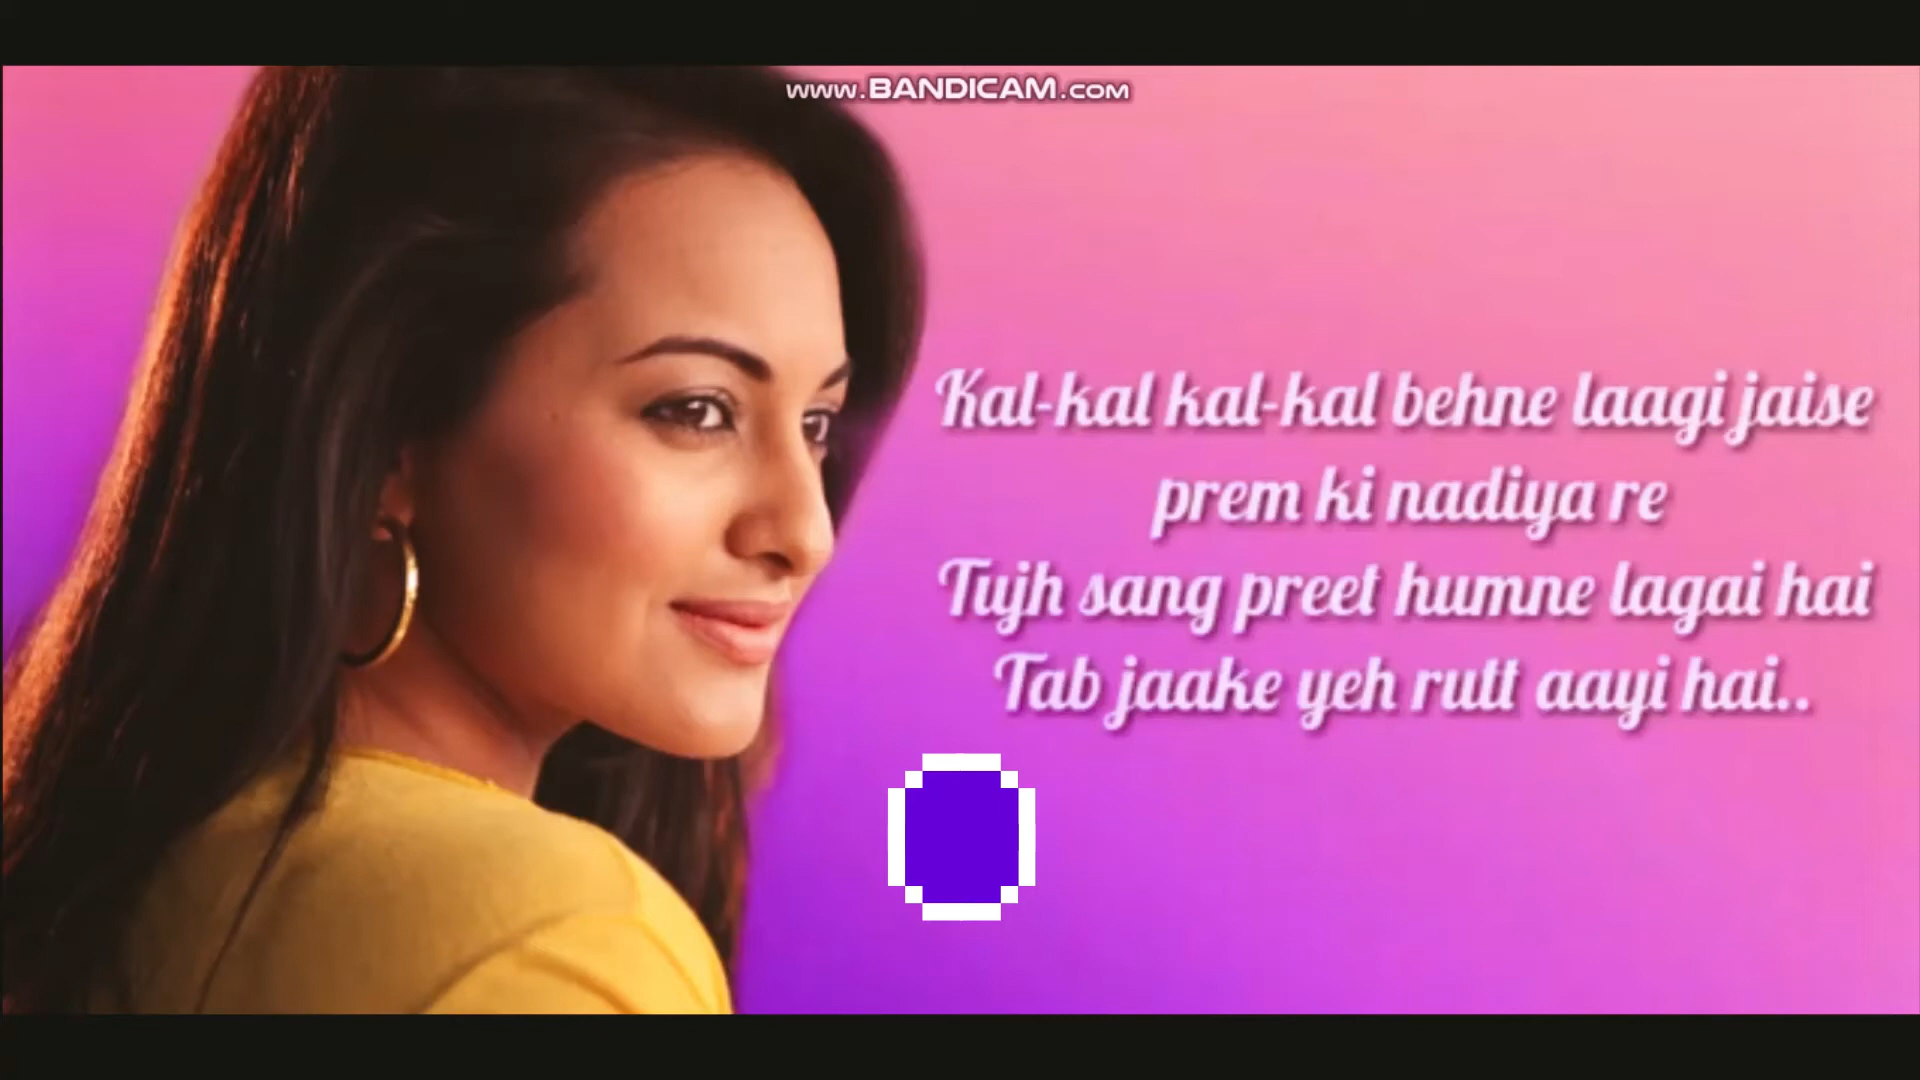 www.BANDICAM.com
Kal-kal kal-kal behne laagi jaise
prem ki nadiya re
Tujh sang preet humne lagai hai
Tab jaake yeh rutt aayi hai..